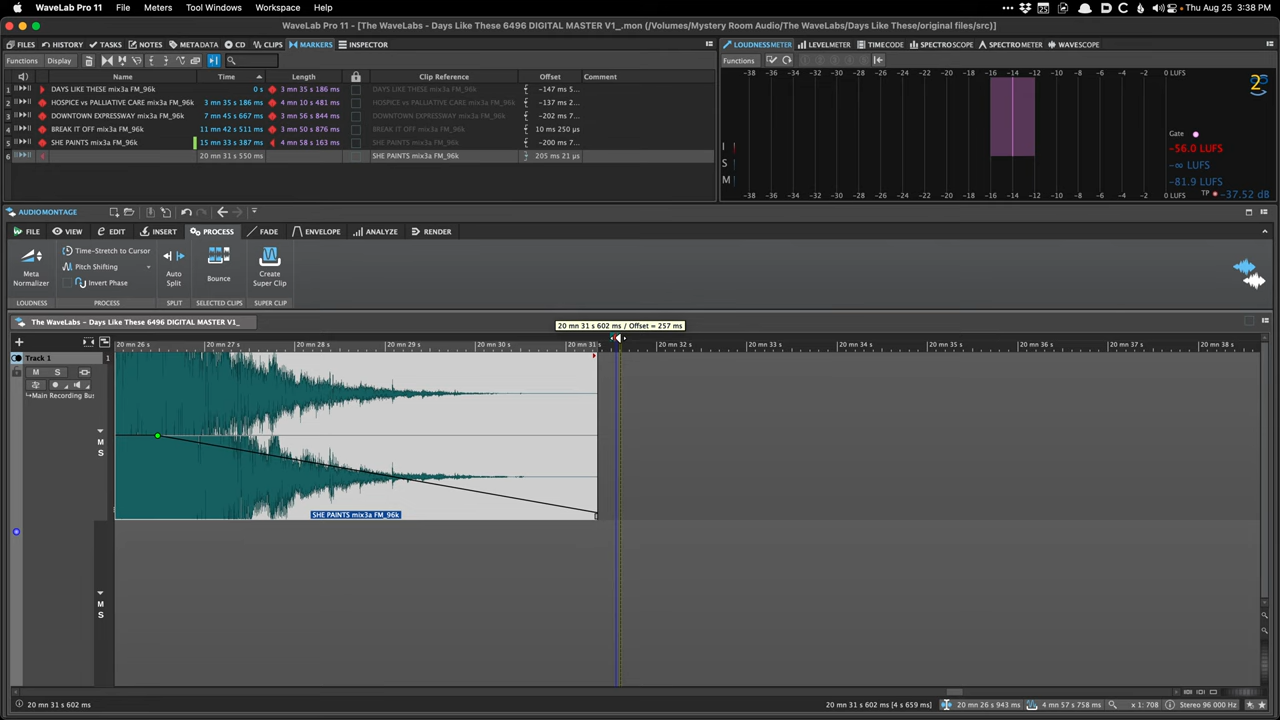 WaveLab Pro 11 File Meters Tool Windows Workspace Help Thu Aug 25 3:38 PM
WaveLab Pro 11 - [The WaveLabs - Days Like These 6496 DIGITAL MASTER V1_.mon (/Volumes/Mystery Room Audio/The WaveLabs/Days Like These/original files/src)]
FILES HISTORY TASKS NOTES METADATA CD CLIPS MARKERS INSPECTOR
LOUDNESSMETER LEVELMETER TIMECODE SPECTROSCOPE SPECTROMETER WAVESCOPE
Functions Display
Functions
Name Time Length Clip Reference Offset Comment
1 DAYS LIKE THESE mix3a FM_96k 0 s 3 mn 35 s 186 ms DAYS LIKE THESE mix3a FM_96k -147 ms 5...
2 HOSPICE vs PALLIATIVE CARE mix3a FM_96k 3 mn 35 s 186 ms 4 mn 10 s 481 ms HOSPICE vs PALLIATIVE CARE mix3a FM_96k -137 ms 2...
3 DOWNTOWN EXPRESSWAY mix3a FM_96k 7 mn 45 s 667 ms 3 mn 56 s 844 ms DOWNTOWN EXPRESSWAY mix3a FM_96k -202 ms 7...
4 BREAK IT OFF mix3a FM_96k 11 mn 42 s 511 ms 3 mn 50 s 876 ms BREAK IT OFF mix3a FM_96k 10 ms 250 µs
5 SHE PAINTS mix3a FM_96k 15 mn 33 s 387 ms 4 mn 58 s 163 ms SHE PAINTS mix3a FM_96k -200 ms 7...
6 20 mn 31 s 550 ms SHE PAINTS mix3a FM_96k 205 ms 21 µs
-38 -36 -34 -32 -30 -28 -26 -24 -22 -20 -18 -16 -14 -12 -10 -8 -6 -4 -2 0 LUFS
25
Gate
I -56.0 LUFS
S -∞ LUFS
M -81.9 LUFS
-38 -36 -34 -32 -30 -28 -26 -24 -22 -20 -18 -16 -14 -12 -10 -8 -6 -4 -2 0 LUFS
TP -37.52 dB
AUDIO MONTAGE
FILE VIEW EDIT INSERT PROCESS FADE ENVELOPE ANALYZE RENDER
Meta Normalizer
Time-Stretch to Cursor
Pitch Shifting
Invert Phase
Auto Split
Bounce
Create Super Clip
LOUDNESS PROCESS SPLIT SELECTED CLIPS SUPER CLIP
The WaveLabs - Days Like These 6496 DIGITAL MASTER V1_
20 mn 31 s 602 ms / Offset = 257 ms
20 mn 26 s 20 mn 27 s 20 mn 28 s 20 mn 29 s 20 mn 30 s 20 mn 31 s 20 mn 32 s 20 mn 33 s 20 mn 34 s 20 mn 35 s 20 mn 36 s 20 mn 37 s 20 mn 38 s
Track 1 1
M S
Main Recording Bus
M
S
SHE PAINTS mix3a FM_96k
M
S
20 mn 31 s 602 ms
20 mn 31 s 602 ms [4 s 659 ms] 20 mn 26 s 943 ms 4 mn 57 s 758 ms x 1: 708 Stereo 96 000 Hz